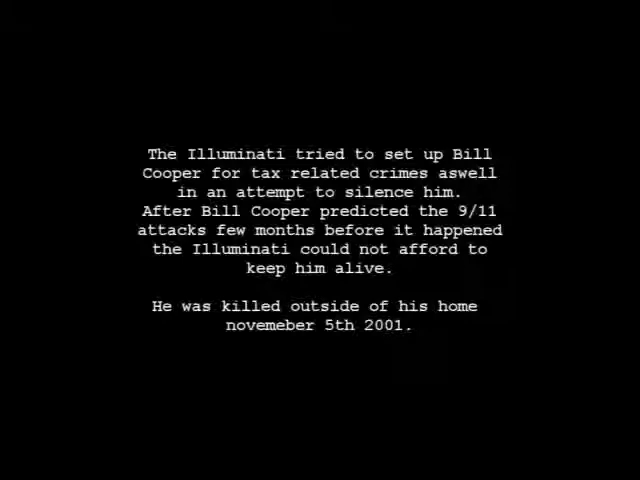 The Illuminati tried to set up Bill
Cooper for tax related crimes aswell
in an attempt to silence him.
After Bill Cooper predicted the 9/11
attacks few months before it happened
the Illuminati could not afford to
keep him alive.
He was killed outside of his home
novemeber 5th 2001.